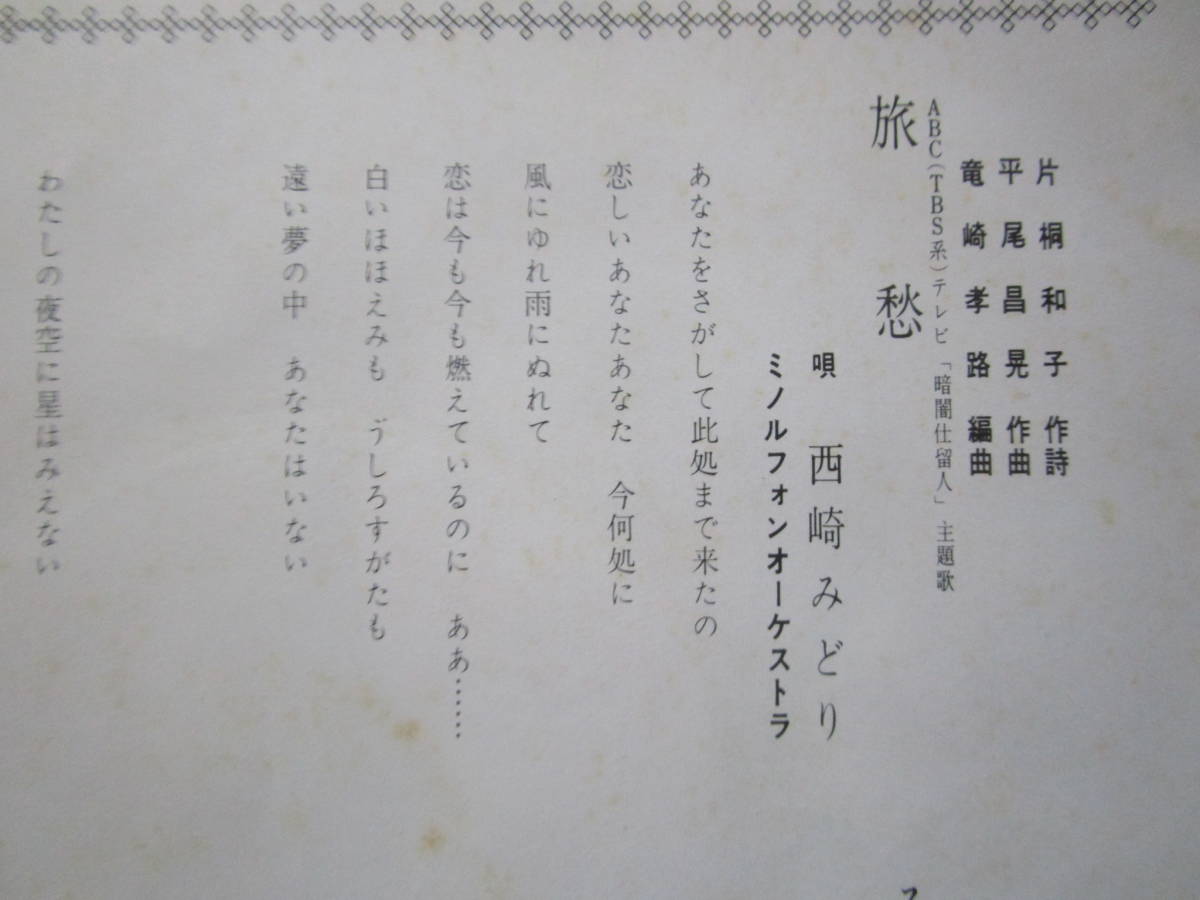 片桐和子 作詩
平尾昌晃 作曲
竜崎孝路 編曲
ABC(TBS系)テレビ「暗闇仕留人」主題歌
旅愁
唄 西崎みどり
ミノルフォンオーケストラ
あなたをさがして此処まで来たの
恋しいあなたあなた 今何処に
風にゆれ雨にぬれて
恋は今も今も燃えているのに ああ……
白いほほえみも うしろすがたも
遠い夢の中 あなたはいない
わたしの夜空に星はみえない